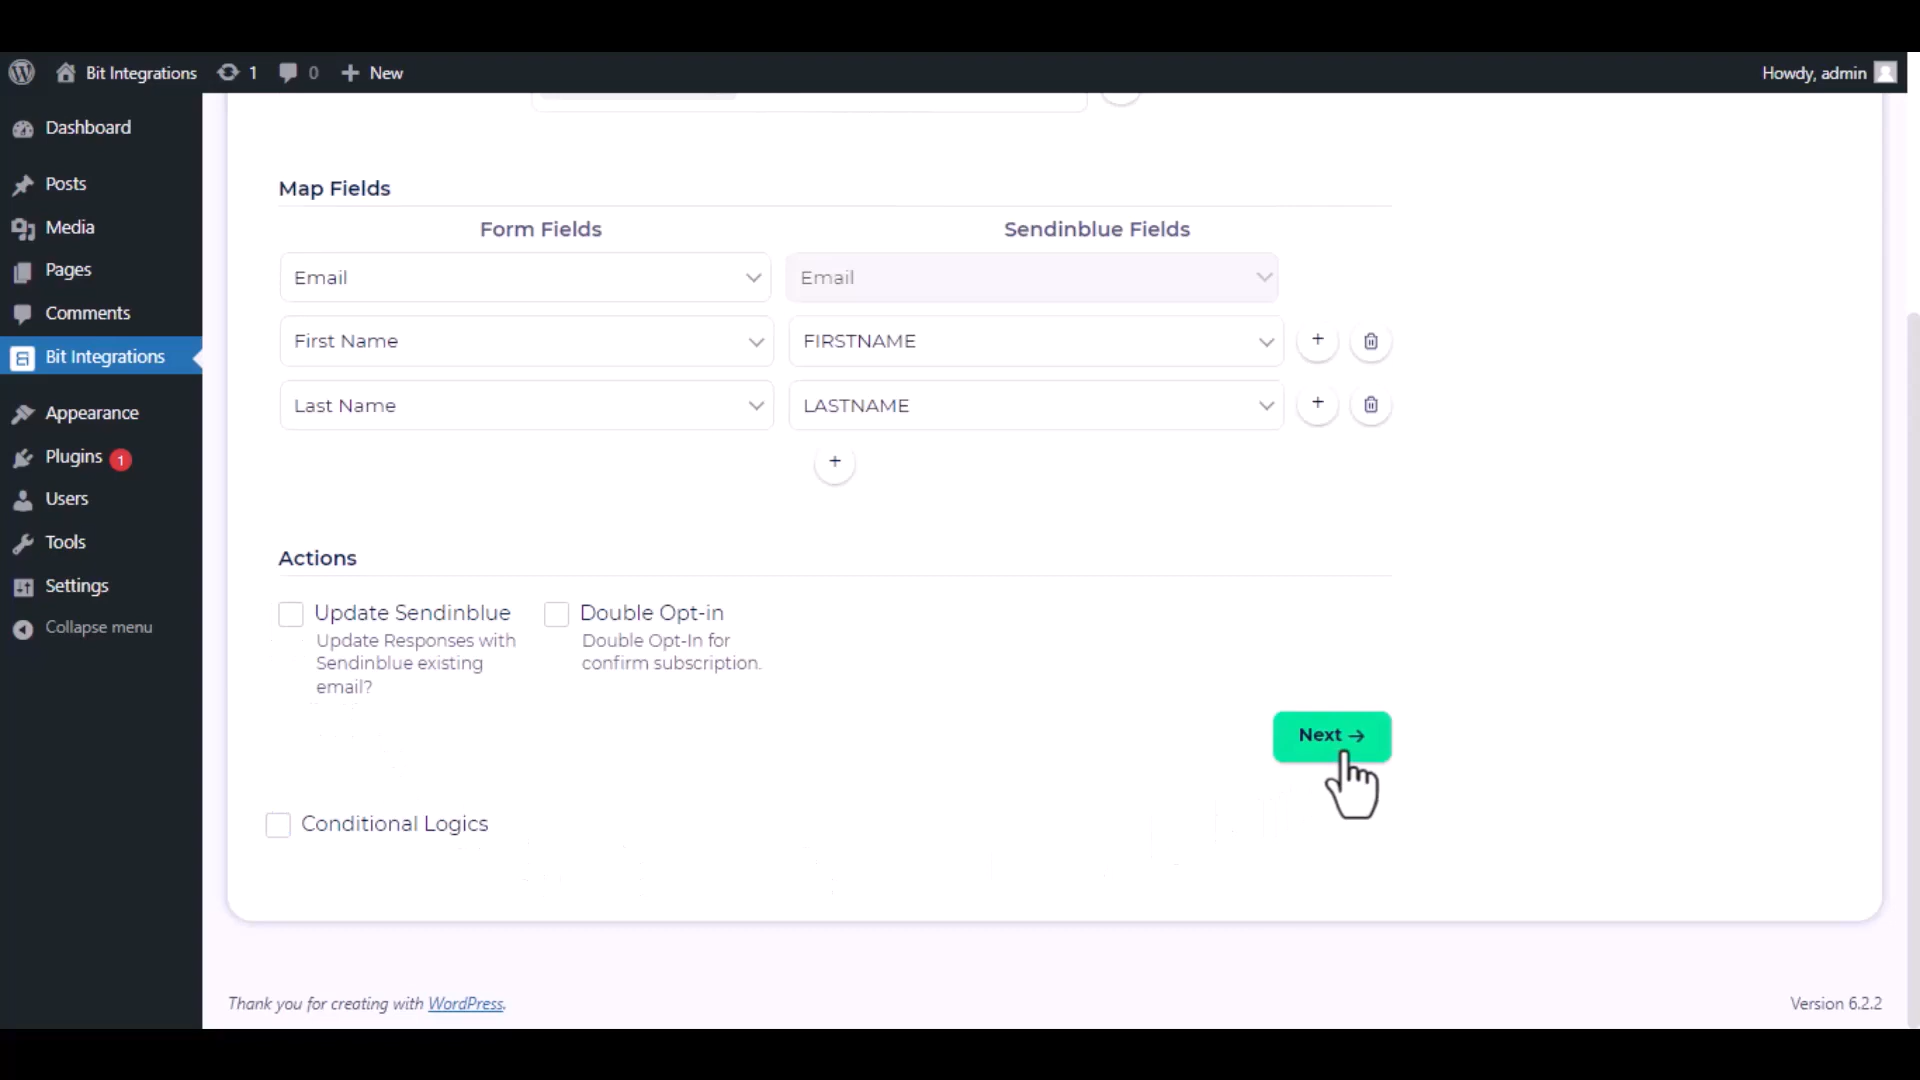 Bit Integrations 1 0 New Howdy, admin
Dashboard
Posts
Media
Pages
Comments
Bit Integrations
Appearance
Plugins 1
Users
Tools
Settings
Collapse menu
Map Fields
Form Fields Sendinblue Fields
Email Email
First Name FIRSTNAME + 
Last Name LASTNAME +
+
Actions
Update Sendinblue
Update Responses with
Sendinblue existing
email?
Double Opt-in
Double Opt-In for
confirm subscription.
Next →
Conditional Logics
Thank you for creating with WordPress. Version 6.2.2